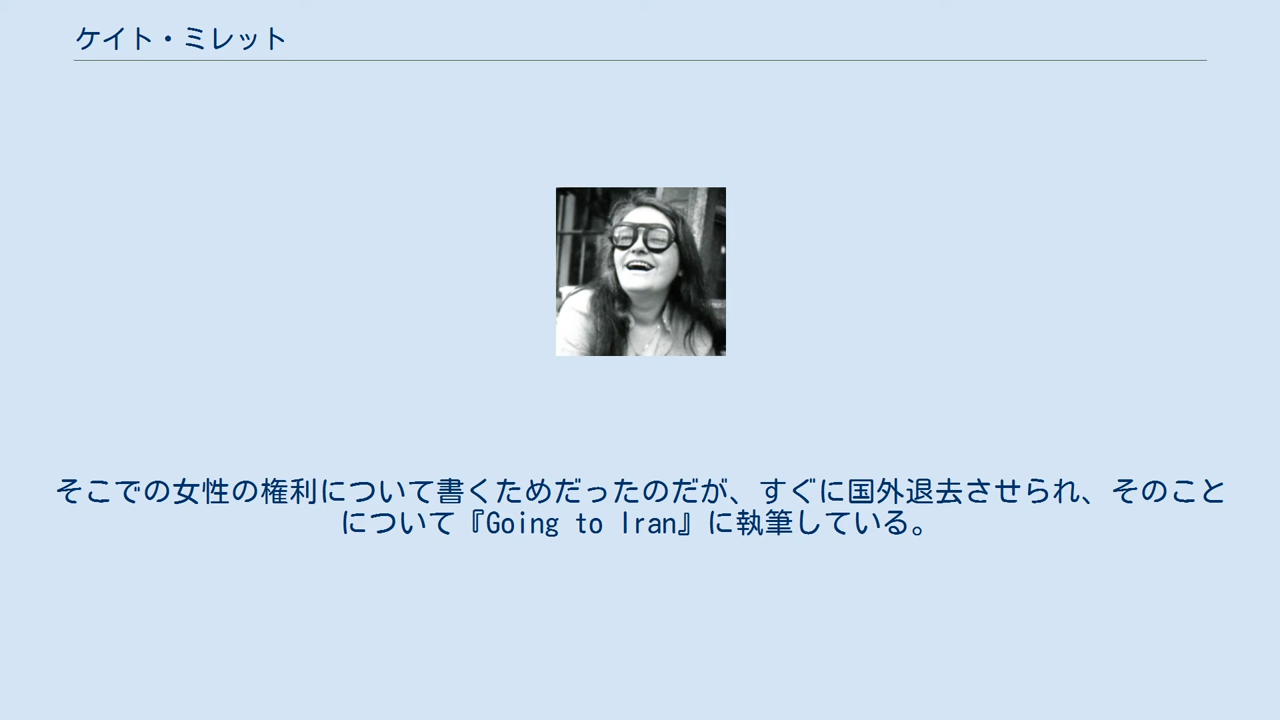 ケイト・ミレット
そこでの女性の権利について書くためだったのだが、すぐに国外退去させられ、そのこと
について『Going to Iran』に執筆している。